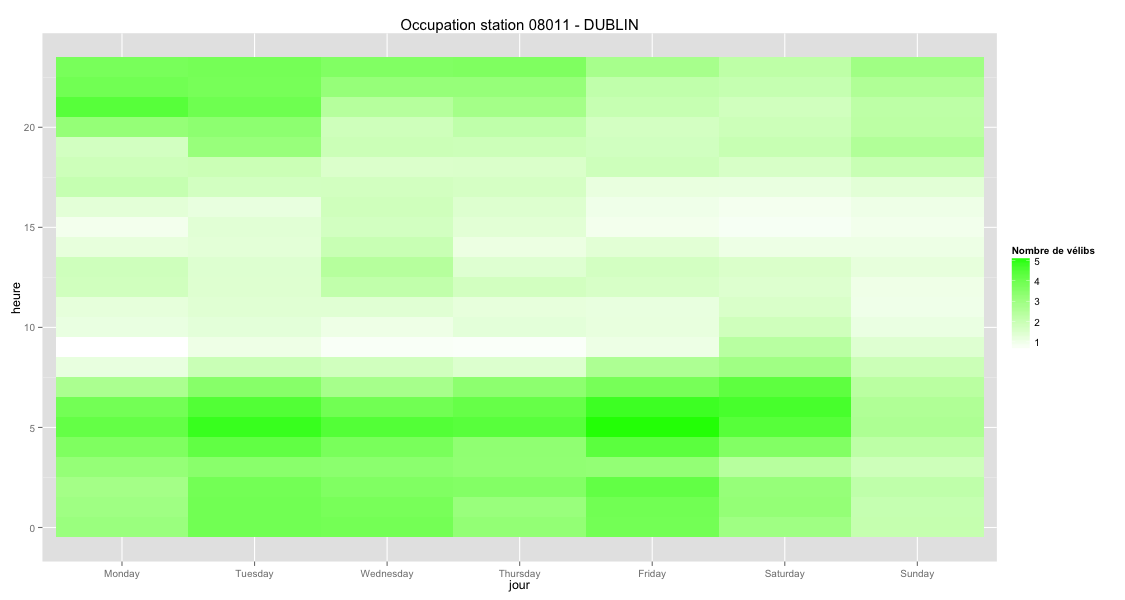 Occupation station 08011 - DUBLIN
heure
20
15
10
5
0
Monday Tuesday Wednesday Thursday Friday Saturday Sunday
jour
Nombre de vélibs
5
4
3
2
1